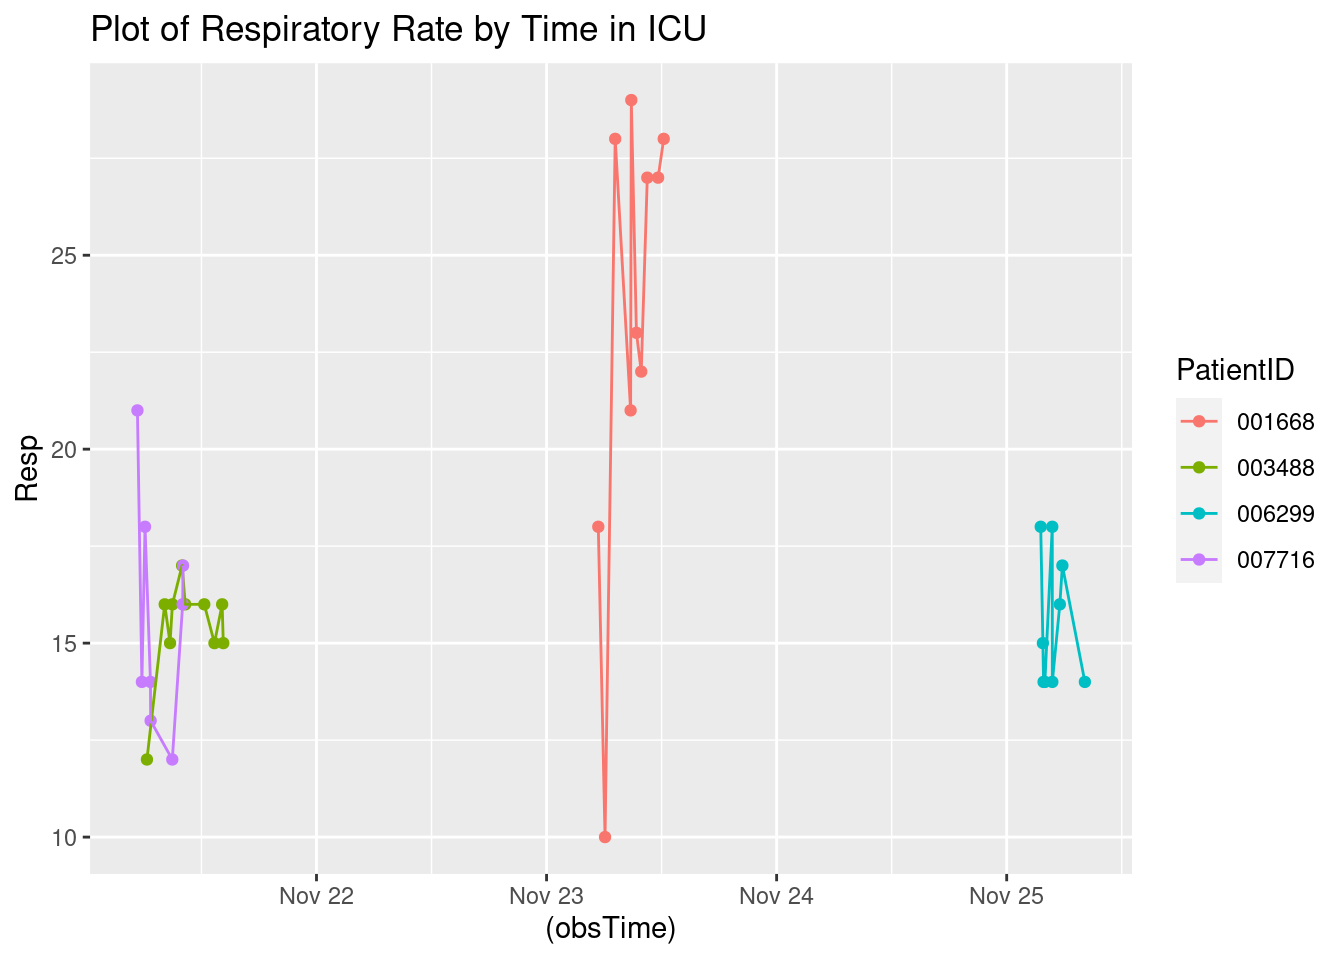 Plot of Respiratory Rate by Time in ICU
Resp
25
20
15
10
Nov 22
Nov 23
Nov 24
Nov 25
(obsTime)
PatientID
001668
003488
006299
007716